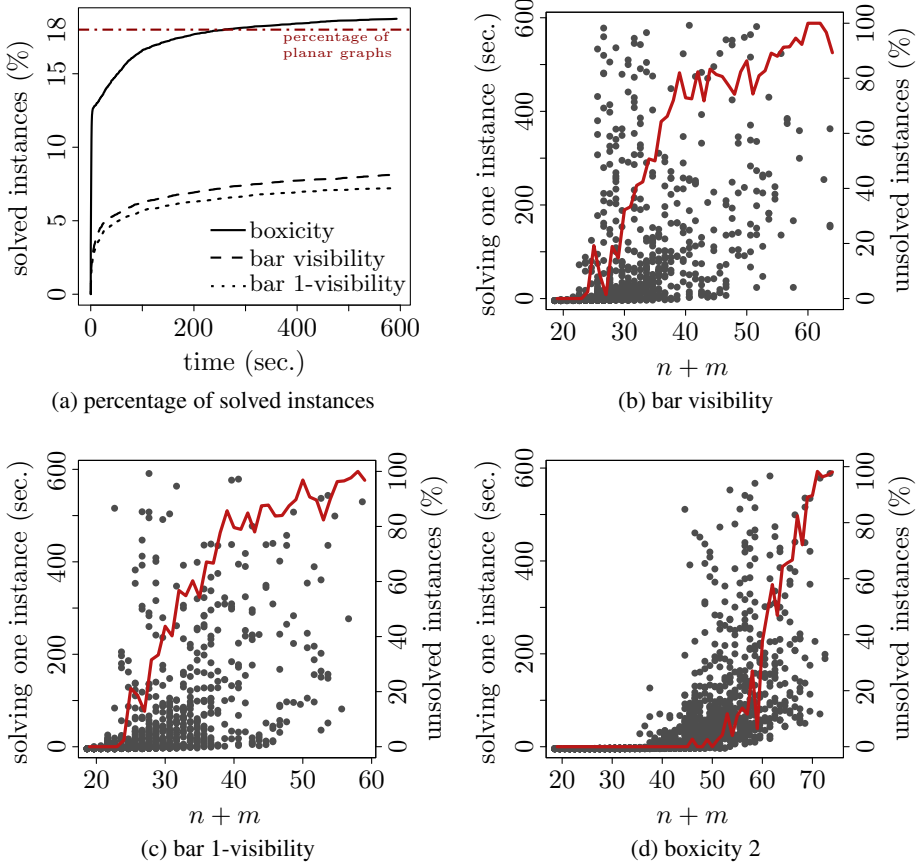 solved instances (%)
18
15
10
5
0
percentage of
planar graphs
boxicity
bar visibility
bar 1-visibility
0
200
400
600
time (sec.)
(a) percentage of solved instances
solving one instance (sec.)
600
400
200
0
100
80
60
40
20
0
unsolved instances (%)
20
30
40
50
60
n + m
(b) bar visibility
solving one instance (sec.)
600
400
200
0
100
80
60
40
20
0
unsolved instances (%)
20
30
40
50
60
n + m
(c) bar 1-visibility
solving one instance (sec.)
600
400
200
0
100
80
60
40
20
0
unsolved instances (%)
20
30
40
50
60
70
n + m
(d) boxicity 2